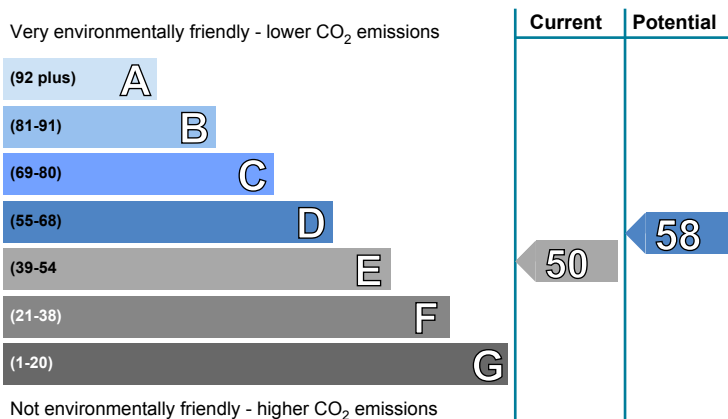 Current Potential
Very environmentally friendly - lower CO2 emissions
(92 plus) A
(81-91) B
(69-80) C
(55-68) D
58
(39-54 E
50
(21-38) F
(1-20) G
Not environmentally friendly - higher CO2 emissions